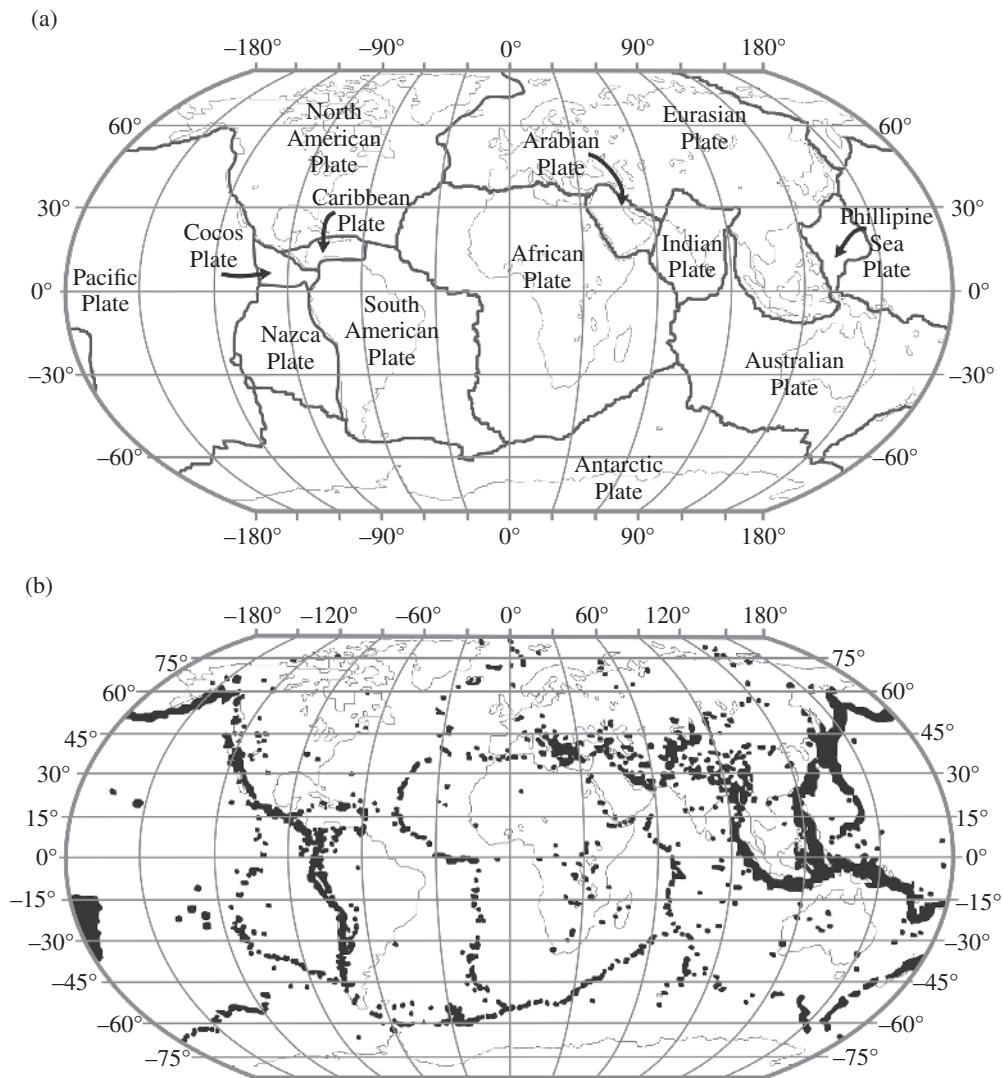 (a)
–180° –90° 0° 90° 180°
60° 60°
30° 30°
0° 0°
–30° –30°
–60° –60°
North
American
Plate
Eurasian
Plate
Arabian
Plate
Caribbean
Plate
Cocos
Plate
Phillipine
Sea
Plate
Pacific
Plate
African
Plate
Indian
Plate
Nazca
Plate
South
American
Plate
Australian
Plate
Antarctic
Plate
–180° –90° 0° 90° 180°
(b)
–180° –120° –60° 0° 60° 120° 180°
75° 75°
60° 60°
45° 45°
30° 30°
15° 15°
0° 0°
–15° –15°
–30° –30°
–45° –45°
–60° –60°
–75° –75°